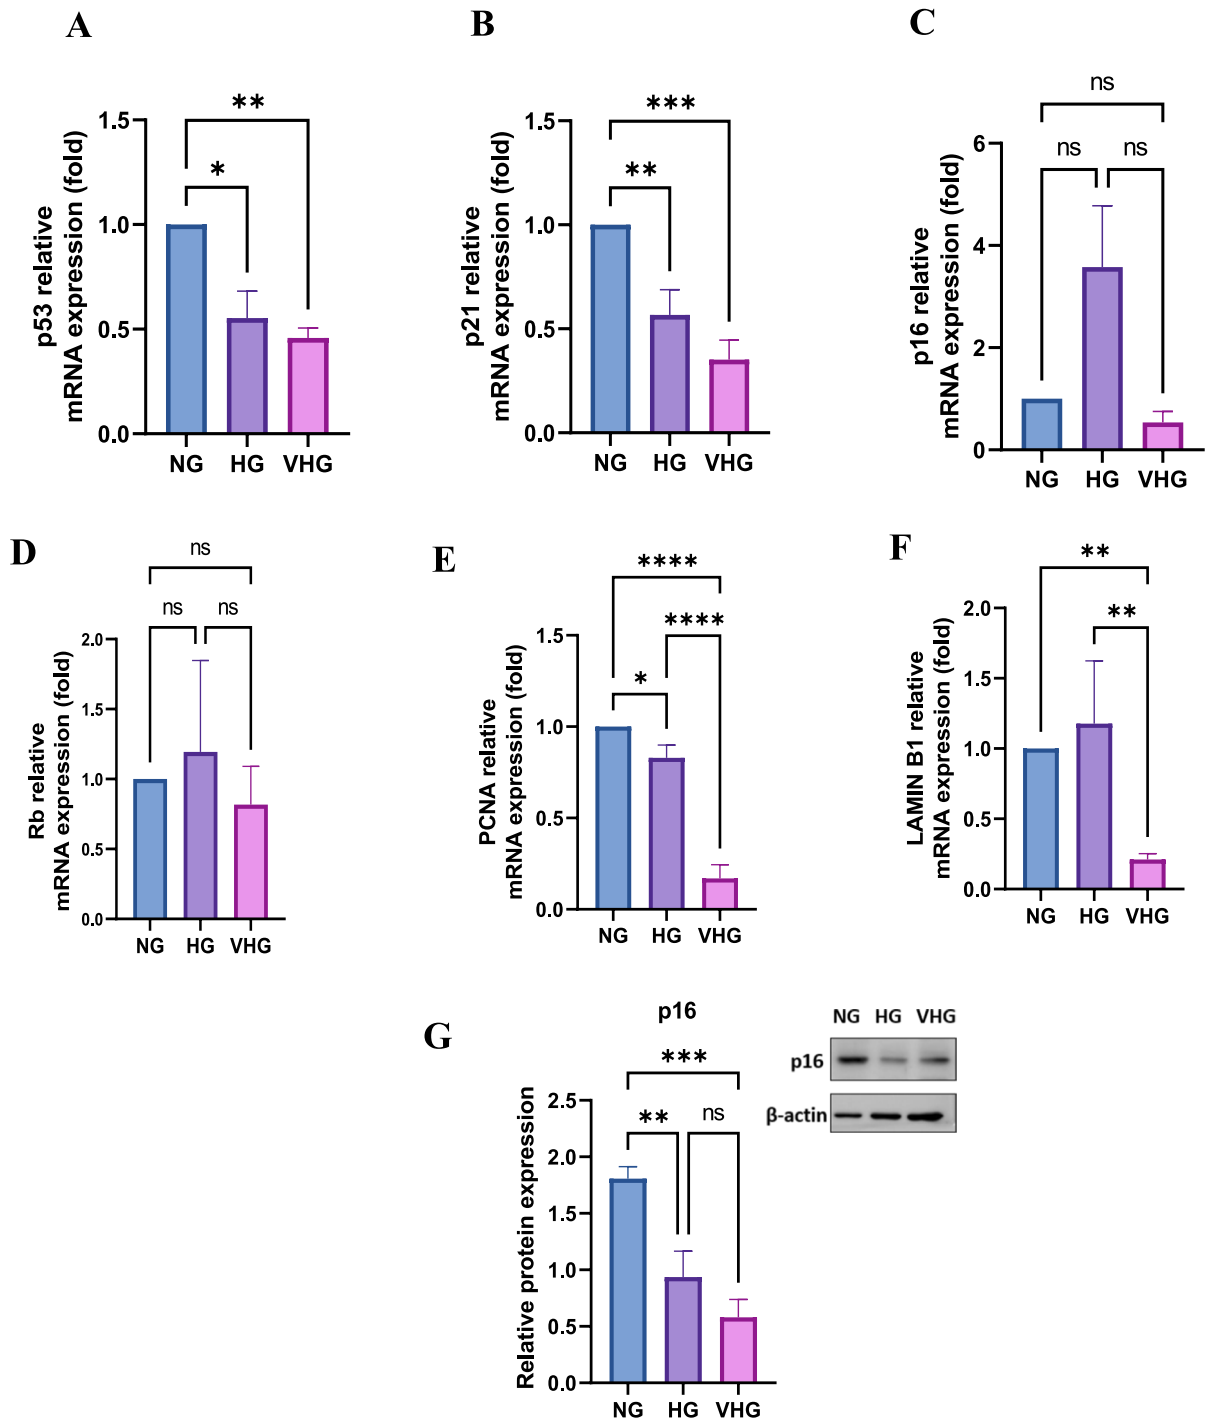 A
p53 relative
mRNA expression (fold)
1.5
1.0
0.5
0.0
**
*
NG HG VHG
B
p21 relative
mRNA expression (fold)
1.5
1.0
0.5
0.0
***
**
NG HG VHG
C
p16 relative
mRNA expression (fold)
6
4
2
0
ns
ns ns
NG HG VHG
D
Rb relative
mRNA expression (fold)
2.0
1.5
1.0
0.5
0.0
ns
ns ns
NG HG VHG
E
PCNA relative
mRNA expression (fold)
1.5
1.0
0.5
0.0
****
****
*
NG HG VHG
F
LAMIN B1 relative
mRNA expression (fold)
2.0
1.5
1.0
0.5
0.0
**
**
NG HG VHG
G
p16
Relative protein expression
2.5
2.0
1.5
1.0
0.5
0.0
***
** ns
NG HG VHG
NG HG VHG
p16
β-actin